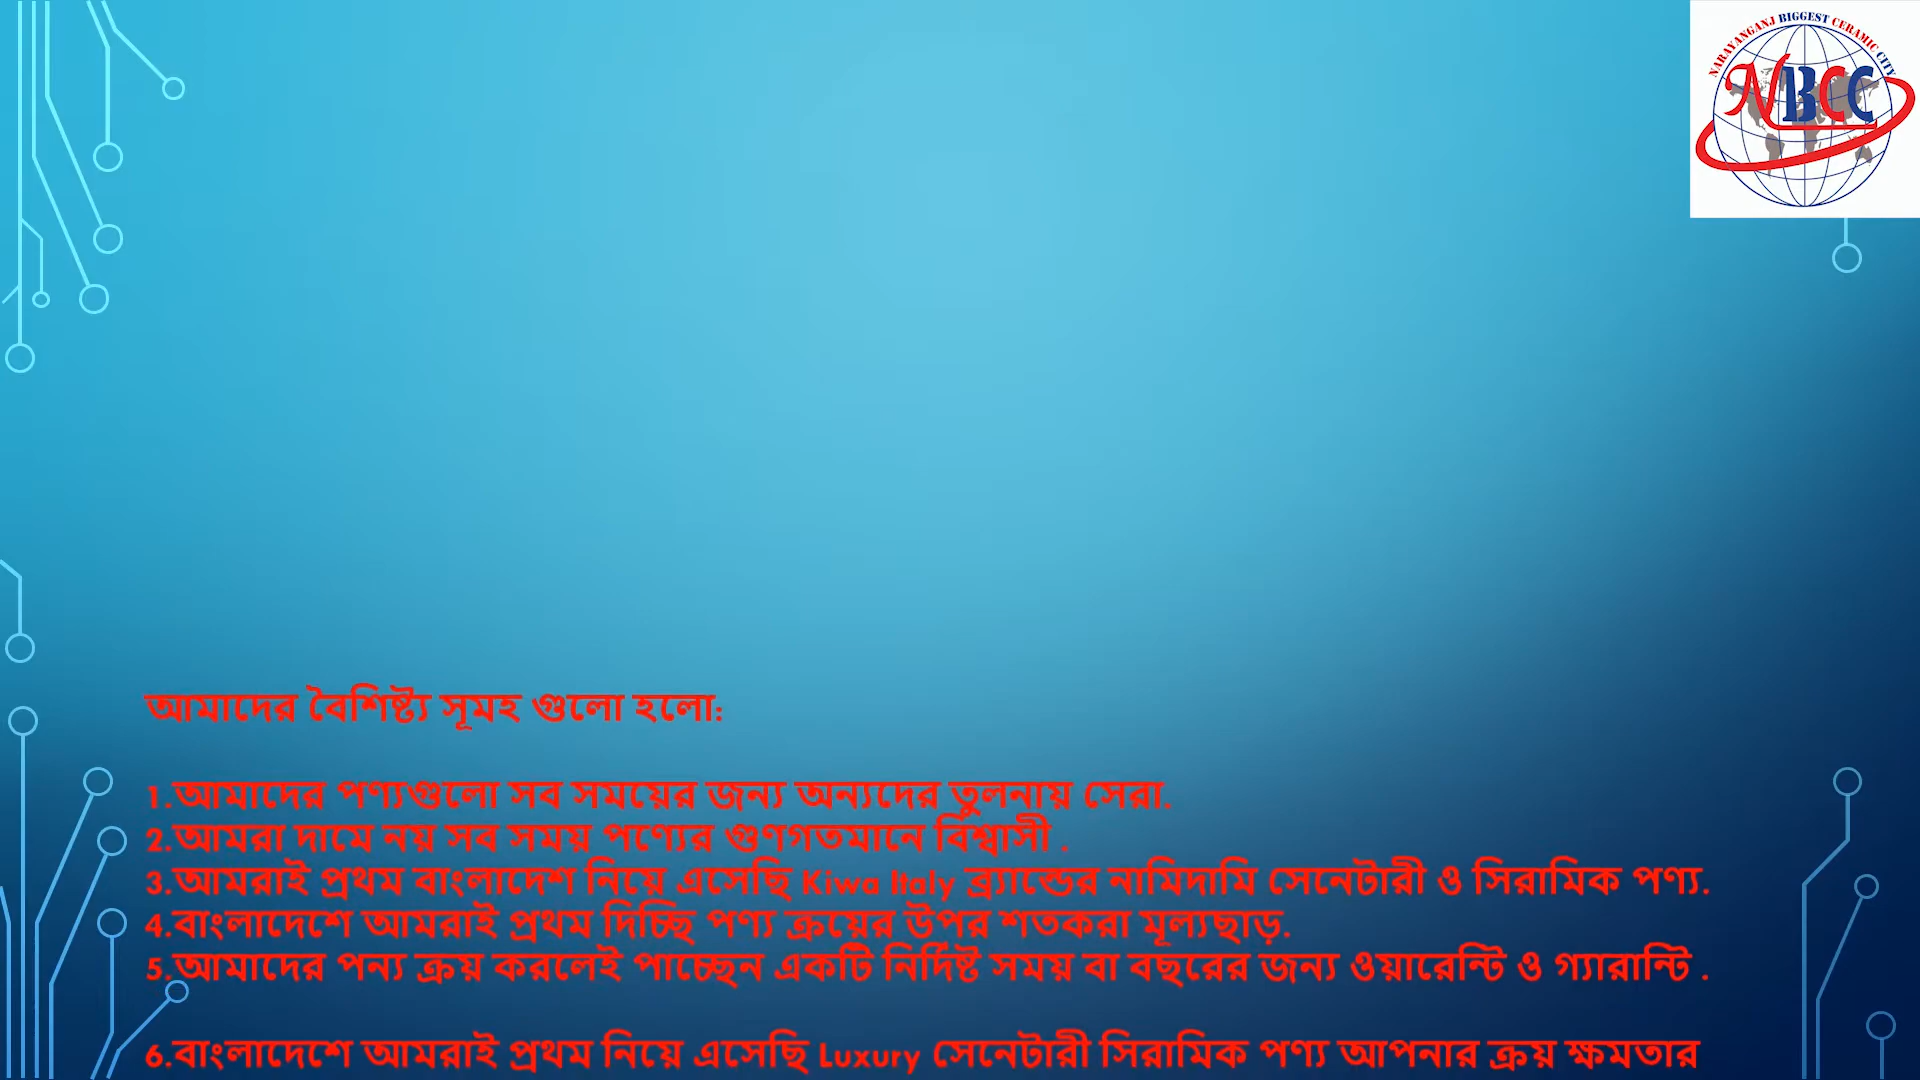 NARAYANGANJ BIGGEST CERAMIC CITY
NBCC
আমাদের বৈশিষ্ট্য সূমহ গুলো হলো:
1.আমাদের পণ্যগুলো সব সময়ের জন্য অন্যদের তুলনায় সেরা.
2.আমরা দামে নয় সব সময় পণ্যের গুণগতমানে বিশ্বাসী .
3.আমরাই প্রথম বাংলাদেশ নিয়ে এসেছি Kiwa Italy ব্র্যান্ডের নামিদামি সেনেটারী ও সিরামিক পণ্য.
4.বাংলাদেশে আমরাই প্রথম দিচ্ছি পণ্য ক্রয়ের উপর শতকরা মূল্যছাড়.
5.আমাদের পন্য ক্রয় করলেই পাচ্ছেন একটি নির্দিষ্ট সময় বা বছরের জন্য ওয়ারেন্টি ও গ্যারান্টি .
6.বাংলাদেশে আমরাই প্রথম নিয়ে এসেছি Luxury সেনেটারী সিরামিক পণ্য আপনার ক্রয় ক্ষমতার